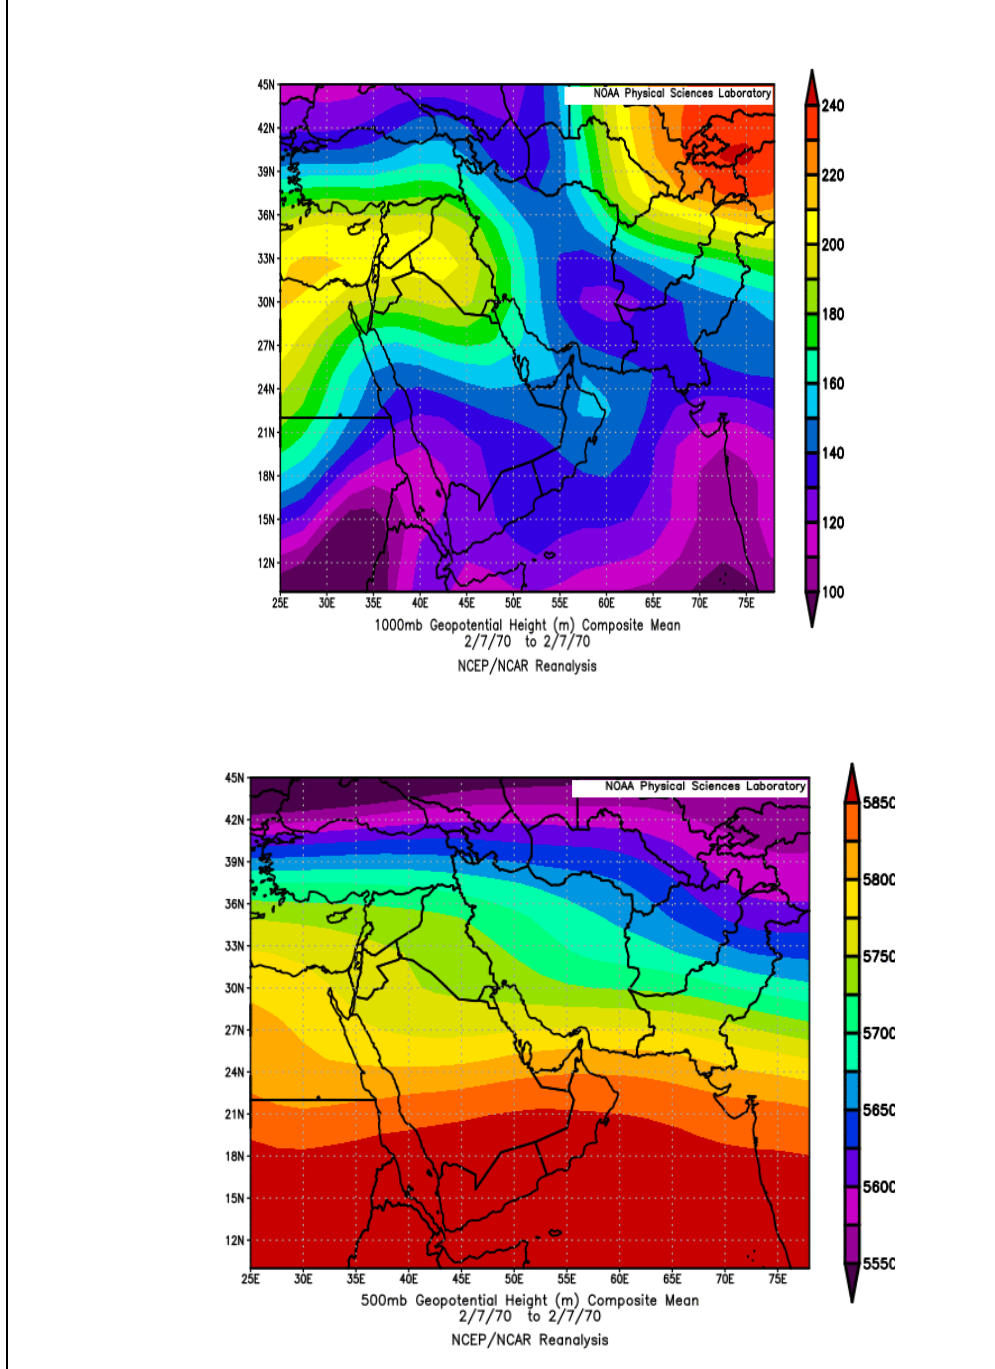 NOAA Physical Sciences Laboratory
45N
42N
39N
36N
33N
30N
27N
24N
21N
18N
15N
12N
25E 30E 35E 40E 45E 50E 55E 60E 65E 70E 75E
240
220
200
180
160
140
120
100
1000mb Geopotential Height (m) Composite Mean
2/7/70 to 2/7/70
NCEP/NCAR Reanalysis
NOAA Physical Sciences Laboratory
45N
42N
39N
36N
33N
30N
27N
24N
21N
18N
15N
12N
25E 30E 35E 40E 45E 50E 55E 60E 65E 70E 75E
5850
5800
5750
5700
5650
5600
5550
500mb Geopotential Height (m) Composite Mean
2/7/70 to 2/7/70
NCEP/NCAR Reanalysis